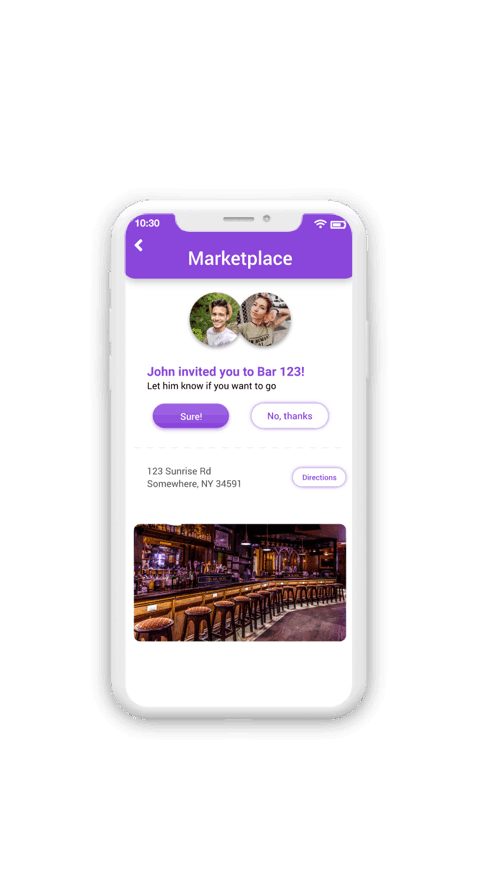 10:30
Marketplace
John invited you to Bar 123!
Let him know if you want to go
Sure!
No, thanks
123 Sunrise Rd
Somewhere, NY 34591
Directions